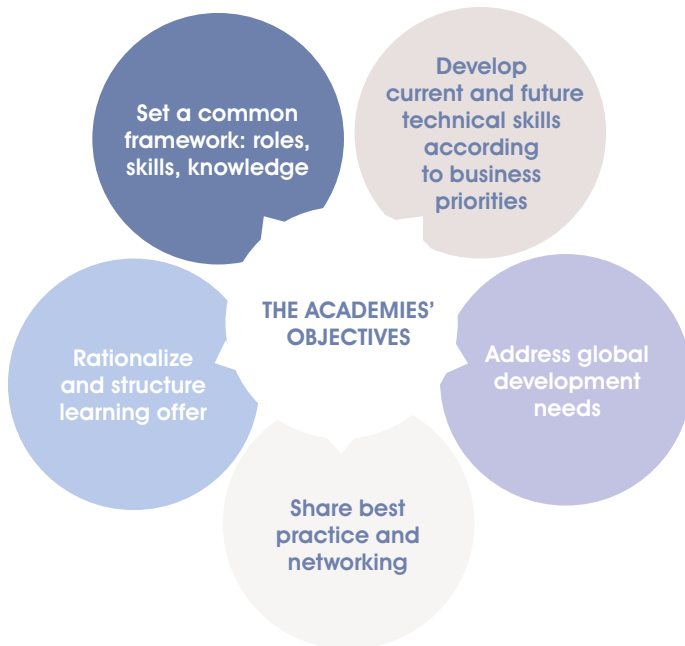 Set a common
framework: roles,
skills, knowledge
Develop
current and future
technical skills
according
to business
priorities
THE ACADEMIES’
OBJECTIVES
Rationalize
and structure
learning offer
Address global
development
needs
Share best
practice and
networking